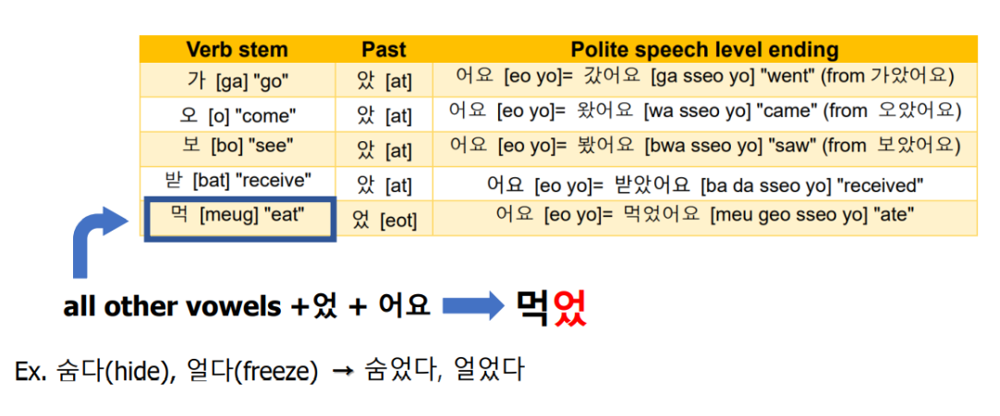 Verb stem Past Polite speech level ending
가 [ga] "go" 았 [at] 어요 [eo yo]= 갔어요 [ga sseo yo] "went" (from 가았어요)
오 [o] "come" 았 [at] 어요 [eo yo]= 왔어요 [wa sseo yo] "came" (from 오았어요)
보 [bo] "see" 았 [at] 어요 [eo yo]= 봤어요 [bwa sseo yo] "saw" (from 보았어요)
받 [bat] "receive" 았 [at] 어요 [eo yo]= 받았어요 [ba da sseo yo] "received"
먹 [meug] "eat" 었 [eot] 어요 [eo yo]= 먹었어요 [meu geo sseo yo] "ate"
all other vowels +었 + 어요 먹었
Ex. 숨다(hide), 얼다(freeze) → 숨었다, 얼었다